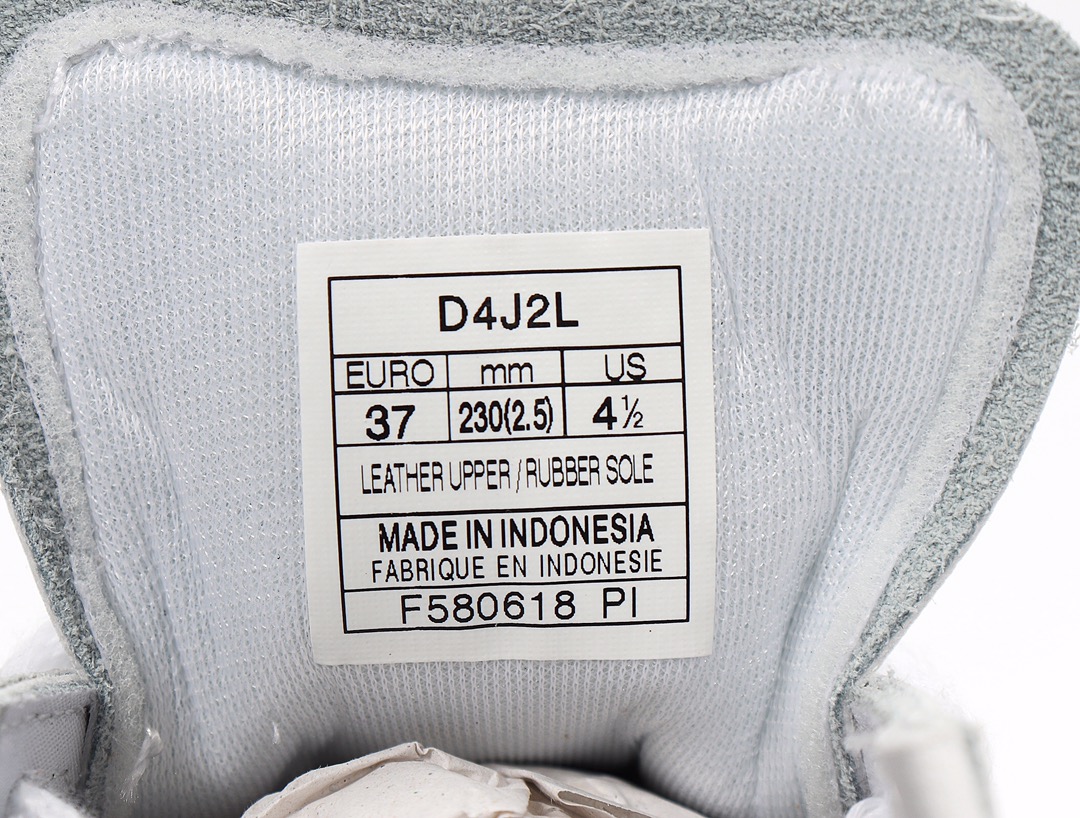 D4J2L
EURO mm US
37 230(2.5) 4½
LEATHER UPPER / RUBBER SOLE
MADE IN INDONESIA
FABRIQUE EN INDONESIE
F580618 PI